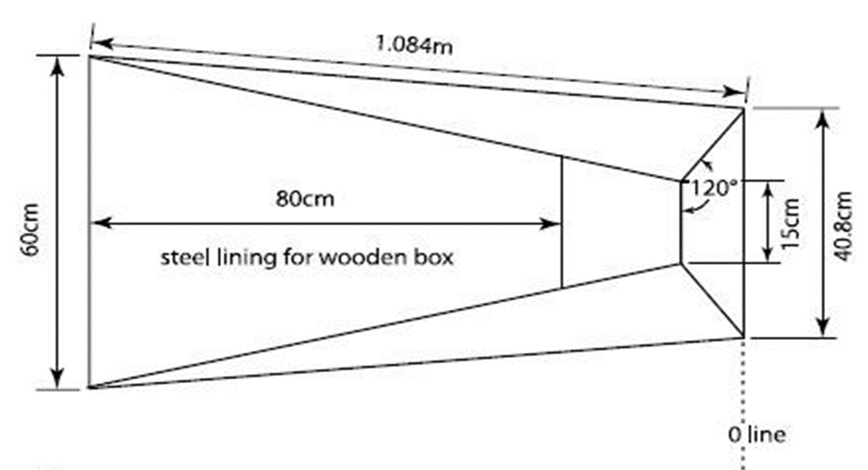 1.084m
60cm
80cm
steel lining for wooden box
120°
15cm
40.8cm
0 line